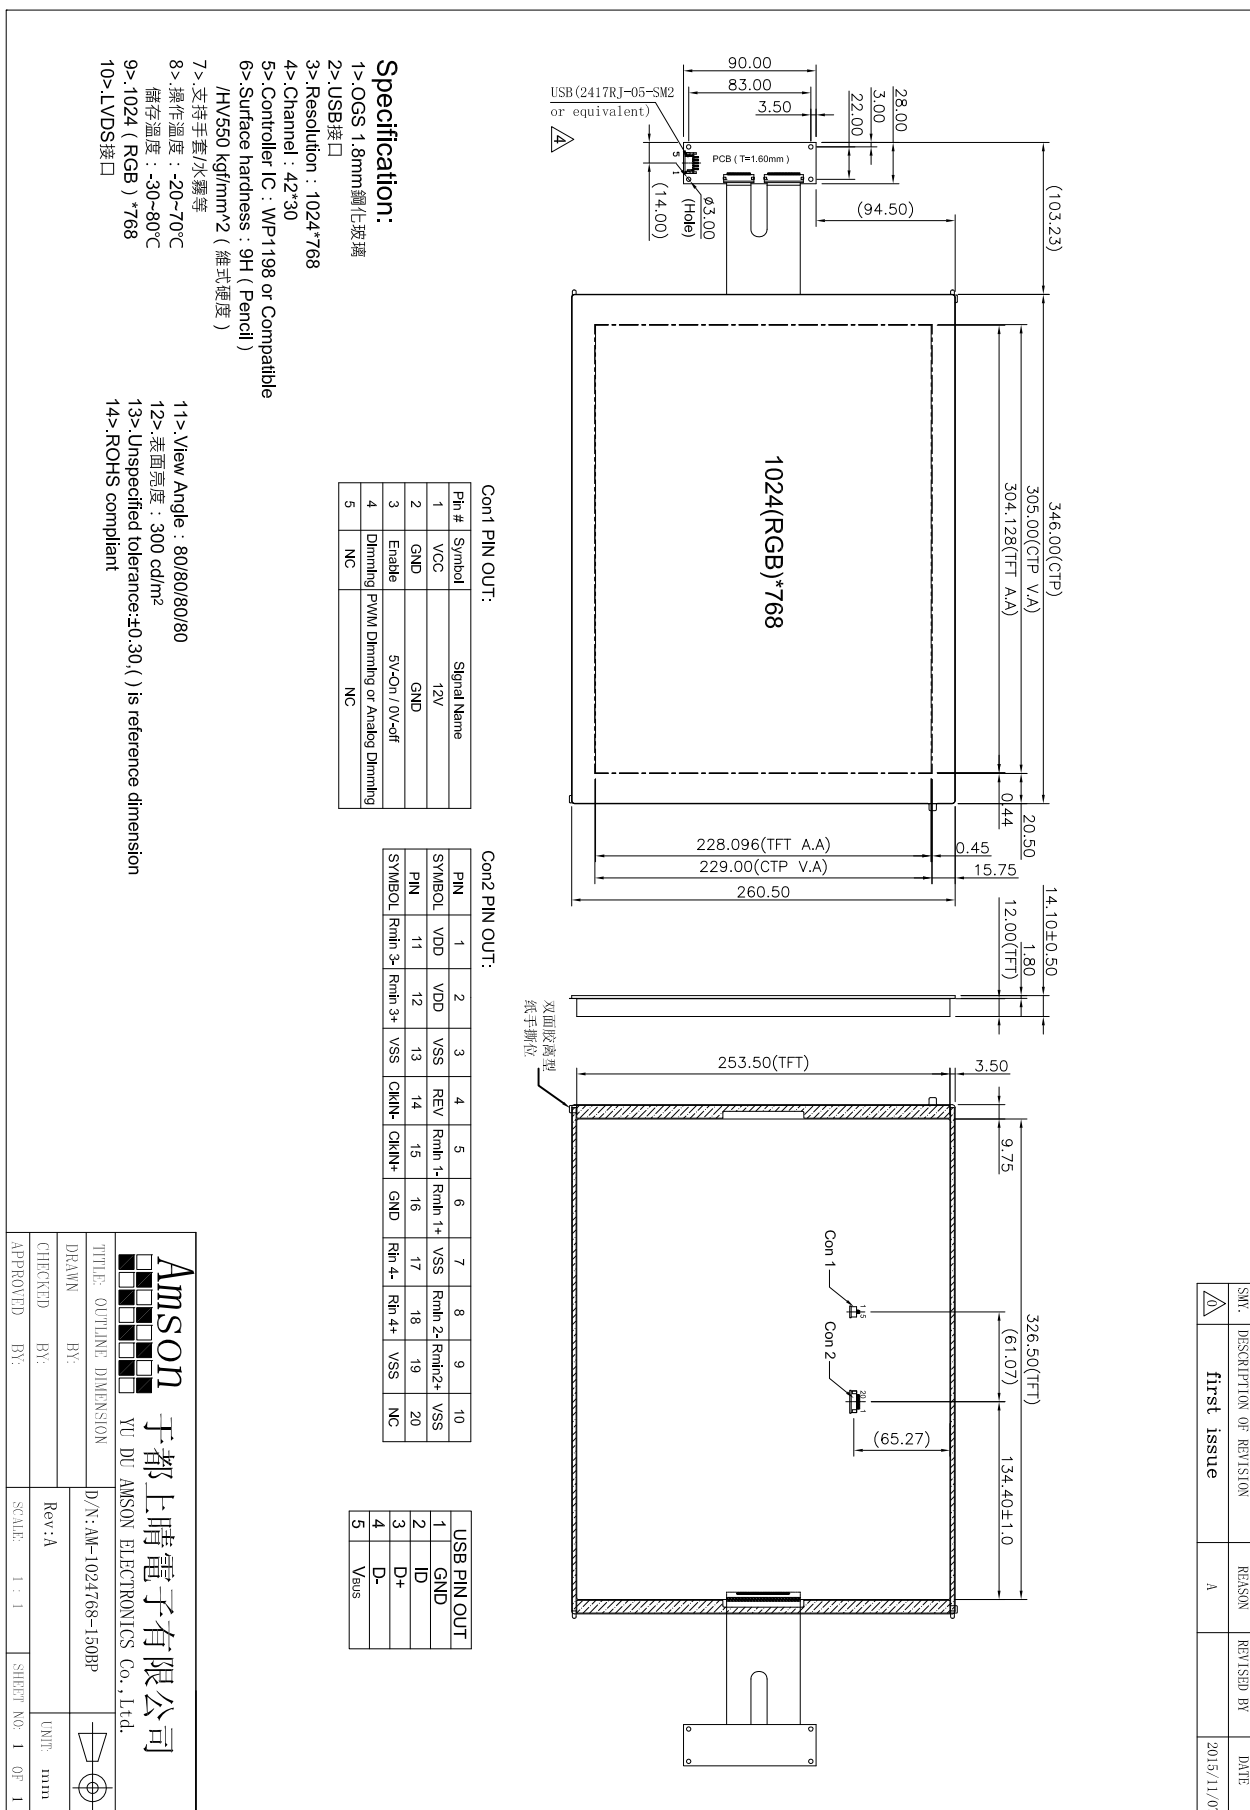 SMY. DESCRIPTION OF REVISION REASON REVISED BY DATE
0 first issue A 2015/11/0
(103.23)
346.00(CTP)
305.00(CTP V.A)
304.128(TFT A.A)
20.50
0.44
28.00
3.00
22.00
90.00
83.00
3.50
USB(2417RJ-05-SM2
or equivalent)
4
PCB ( T=1.60mm )
5 1
ø3.00
(Hole)
(14.00)
(94.50)
1024(RGB)*768
0.45
15.75
228.096(TFT A.A)
229.00(CTP V.A)
260.50
14.10±0.50
1.80
12.00(TFT)
双面胶离型
纸手撕位
3.50
253.50(TFT)
9.75
326.50(TFT)
(61.07)
134.40±1.0
(65.27)
Con 1
1 5
Con 2
20 1
Specification:
1>.OGS 1.8mm鋼化玻璃
2>.USB接口
3>.Resolution : 1024*768
4>.Channel : 42*30
5>.Controller IC : WP1198 or Compatible
6>.Surface hardness : 9H ( Pencil )
/HV550 kgf/mm^2 ( 維式硬度 )
7>.支持手套/水霧等
8>.操作溫度 : -20~70℃
儲存溫度 : -30~80℃
9>.1024 ( RGB ) *768
10>.LVDS接口
11>.View Angle : 80/80/80/80
12>.表面亮度 : 300 cd/m²
13>.Unspecified tolerance:±0.30,( ) is reference dimension
14>.ROHS compliant
Con1 PIN OUT:
Pin # Symbol Signal Name
1 VCC 12V
2 GND GND
3 Enable 5V-On / 0V-off
4 Dimming PWM Dimming or Analog Dimming
5 NC NC
Con2 PIN OUT:
PIN 1 2 3 4 5 6 7 8 9 10
SYMBOL VDD VDD VSS REV RmIn 1- RmIn 1+ VSS RmIn 2- Rmin2+ VSS
PIN 11 12 13 14 15 16 17 18 19 20
SYMBOL Rmin 3- Rmin 3+ VSS ClkIN- ClkIN+ GND Rin 4- Rin 4+ VSS NC
USB PIN OUT
1 GND
2 ID
3 D+
4 D-
5 VBUS
Amson 于都上晴電子有限公司
YU DU AMSON ELECTRONICS Co.,Ltd.
TITLE: OUTLINE DIMENSION D/N:AM-1024768-150BP
DRAWN BY:
CHECKED BY: Rev:A UNIT: mm
APPROVED BY: SCALE: 1 : 1 SHEET NO: 1 OF 1